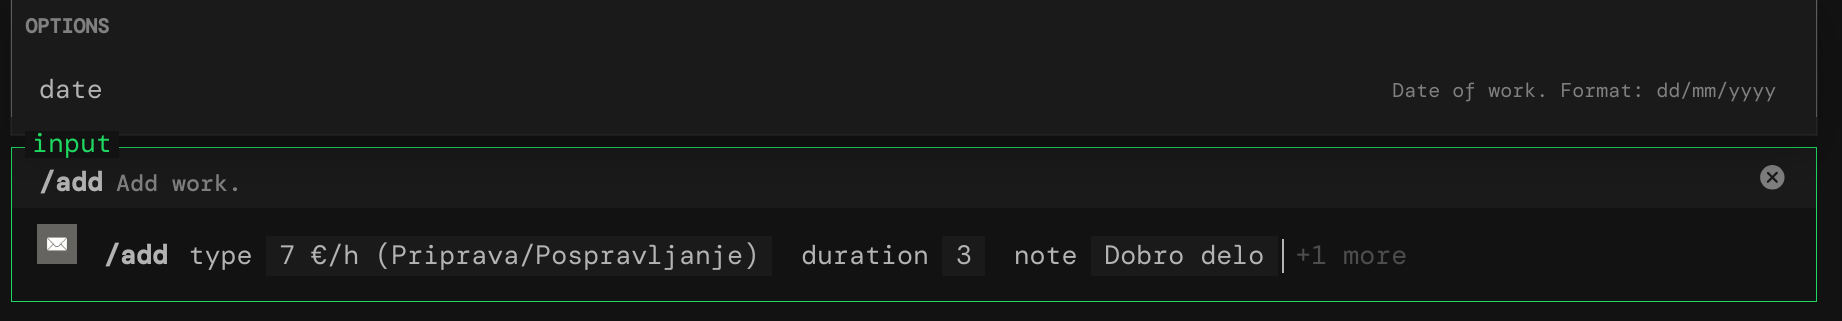 OPTIONS
date Date of work. Format: dd/mm/yyyy
input
/add Add work.
/add type 7 €/h (Priprava/Pospravljanje) duration 3 note Dobro delo +1 more